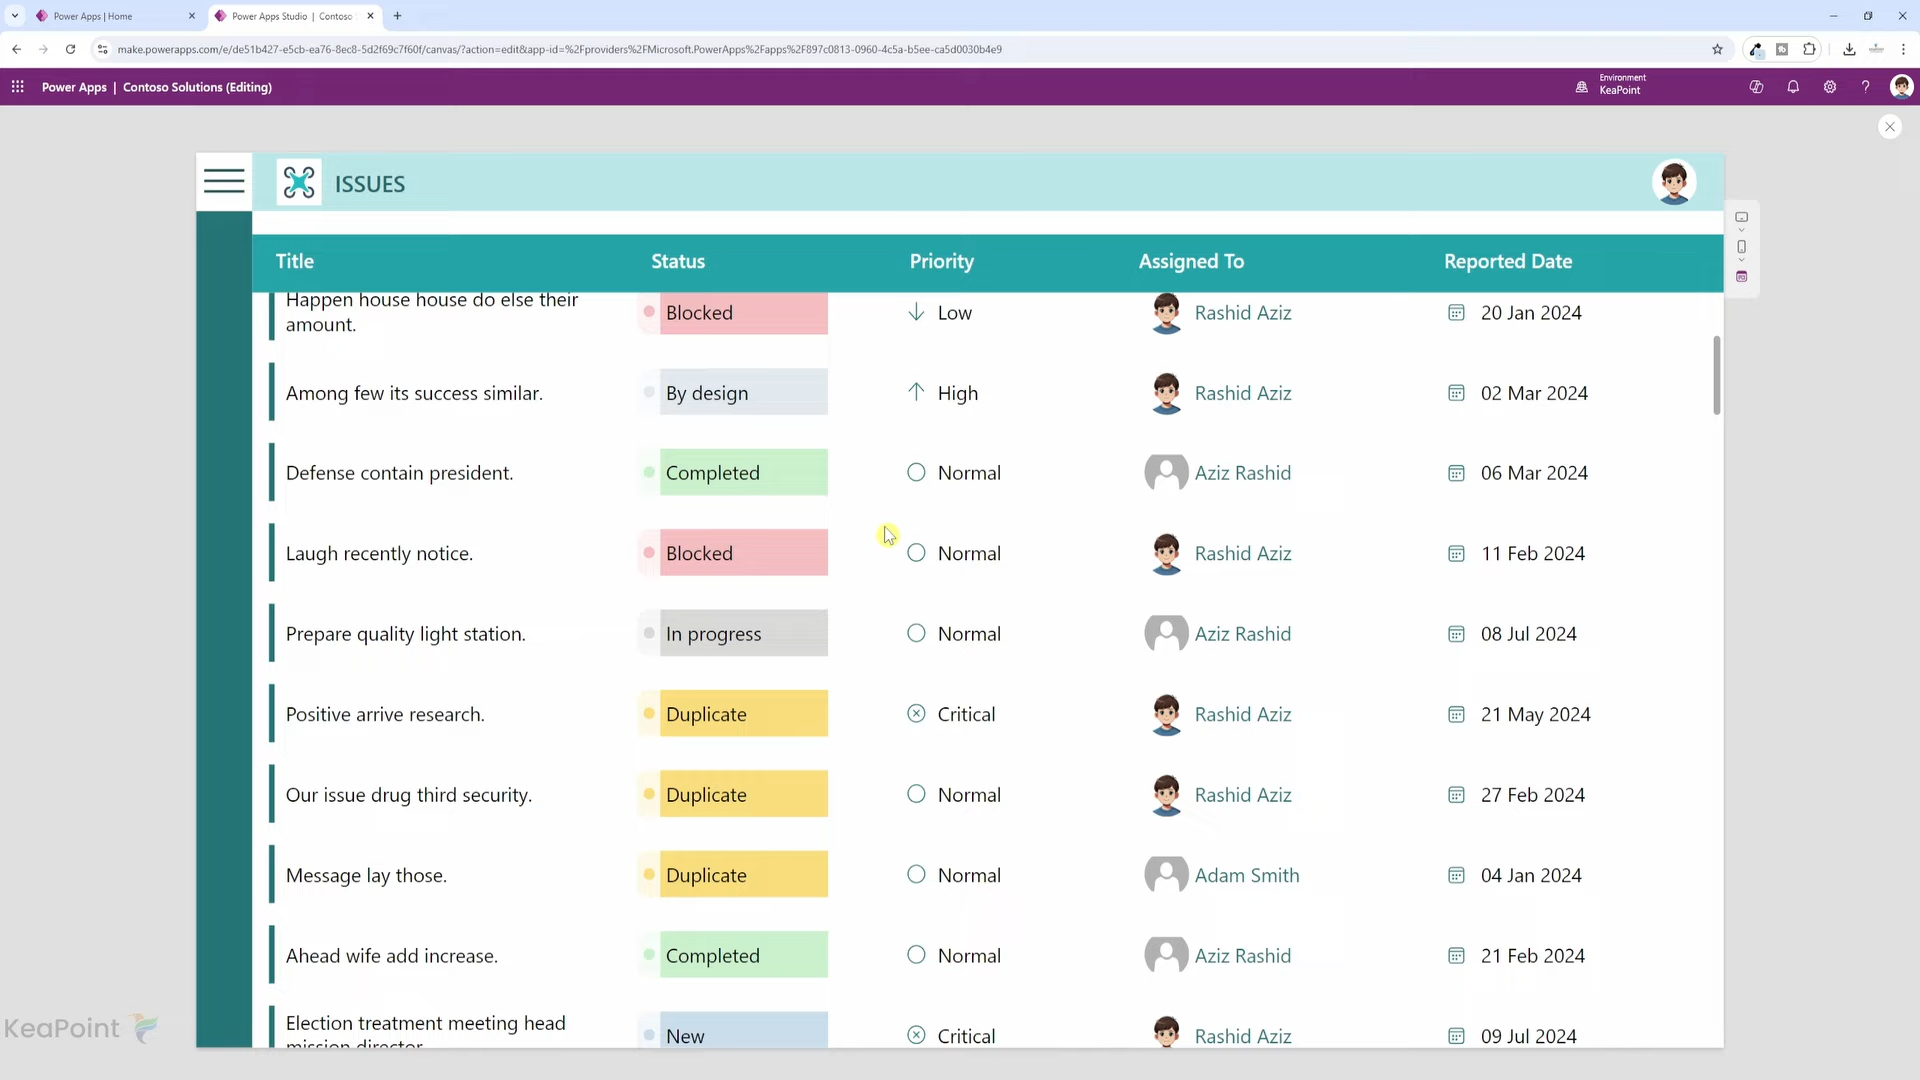 Power Apps | Home
Power Apps Studio | Contoso
make.powerapps.com/e/de51b427-e5cb-ea76-8ec8-5d2f69c7f60f/canvas/?action=edit&app-id=%2Fproviders%2FMicrosoft.PowerApps%2Fapps%2F897c0813-0960-4c5a-b5ee-ca5d0030b4e9
Power Apps | Contoso Solutions (Editing)
Environment
KeaPoint
ISSUES
Title Status Priority Assigned To Reported Date
Happen house house do else their
amount.
Blocked Low Rashid Aziz 20 Jan 2024
Among few its success similar. By design High Rashid Aziz 02 Mar 2024
Defense contain president. Completed Normal Aziz Rashid 06 Mar 2024
Laugh recently notice. Blocked Normal Rashid Aziz 11 Feb 2024
Prepare quality light station. In progress Normal Aziz Rashid 08 Jul 2024
Positive arrive research. Duplicate Critical Rashid Aziz 21 May 2024
Our issue drug third security. Duplicate Normal Rashid Aziz 27 Feb 2024
Message lay those. Duplicate Normal Adam Smith 04 Jan 2024
Ahead wife add increase. Completed Normal Aziz Rashid 21 Feb 2024
Election treatment meeting head
mission director.
New Critical Rashid Aziz 09 Jul 2024
KeaPoint